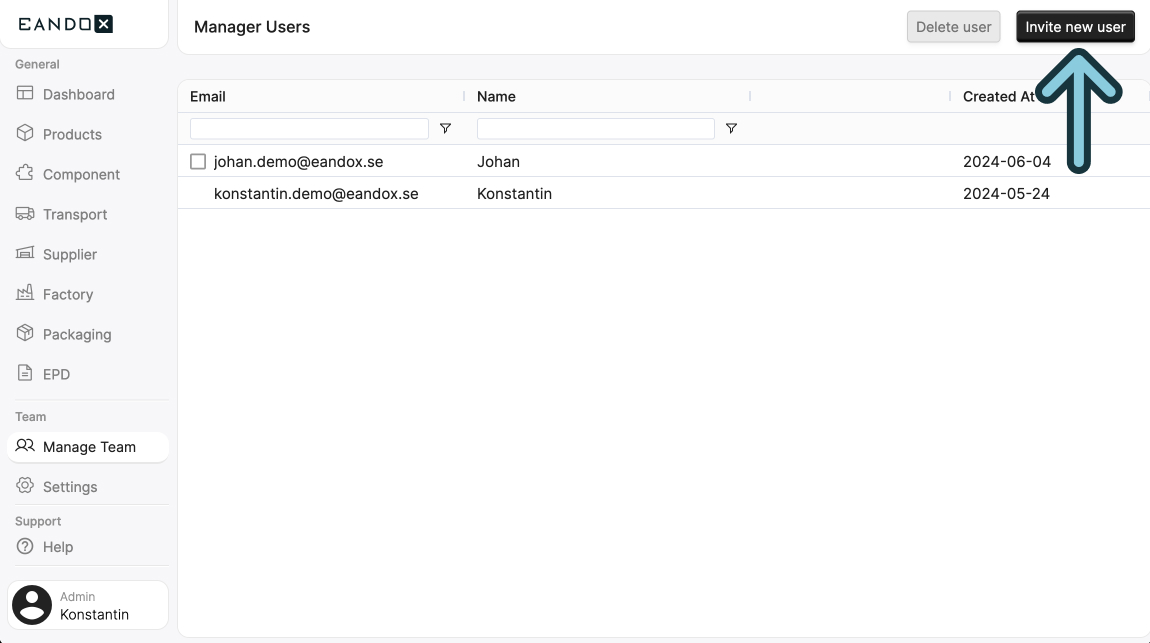 EANDOX
Manager Users
Delete user
Invite new user
General
Dashboard
Products
Component
Transport
Supplier
Factory
Packaging
EPD
Team
Manage Team
Settings
Support
Help
Admin
Konstantin
Email
Name
Created At
johan.demo@eandox.se
Johan
2024-06-04
konstantin.demo@eandox.se
Konstantin
2024-05-24